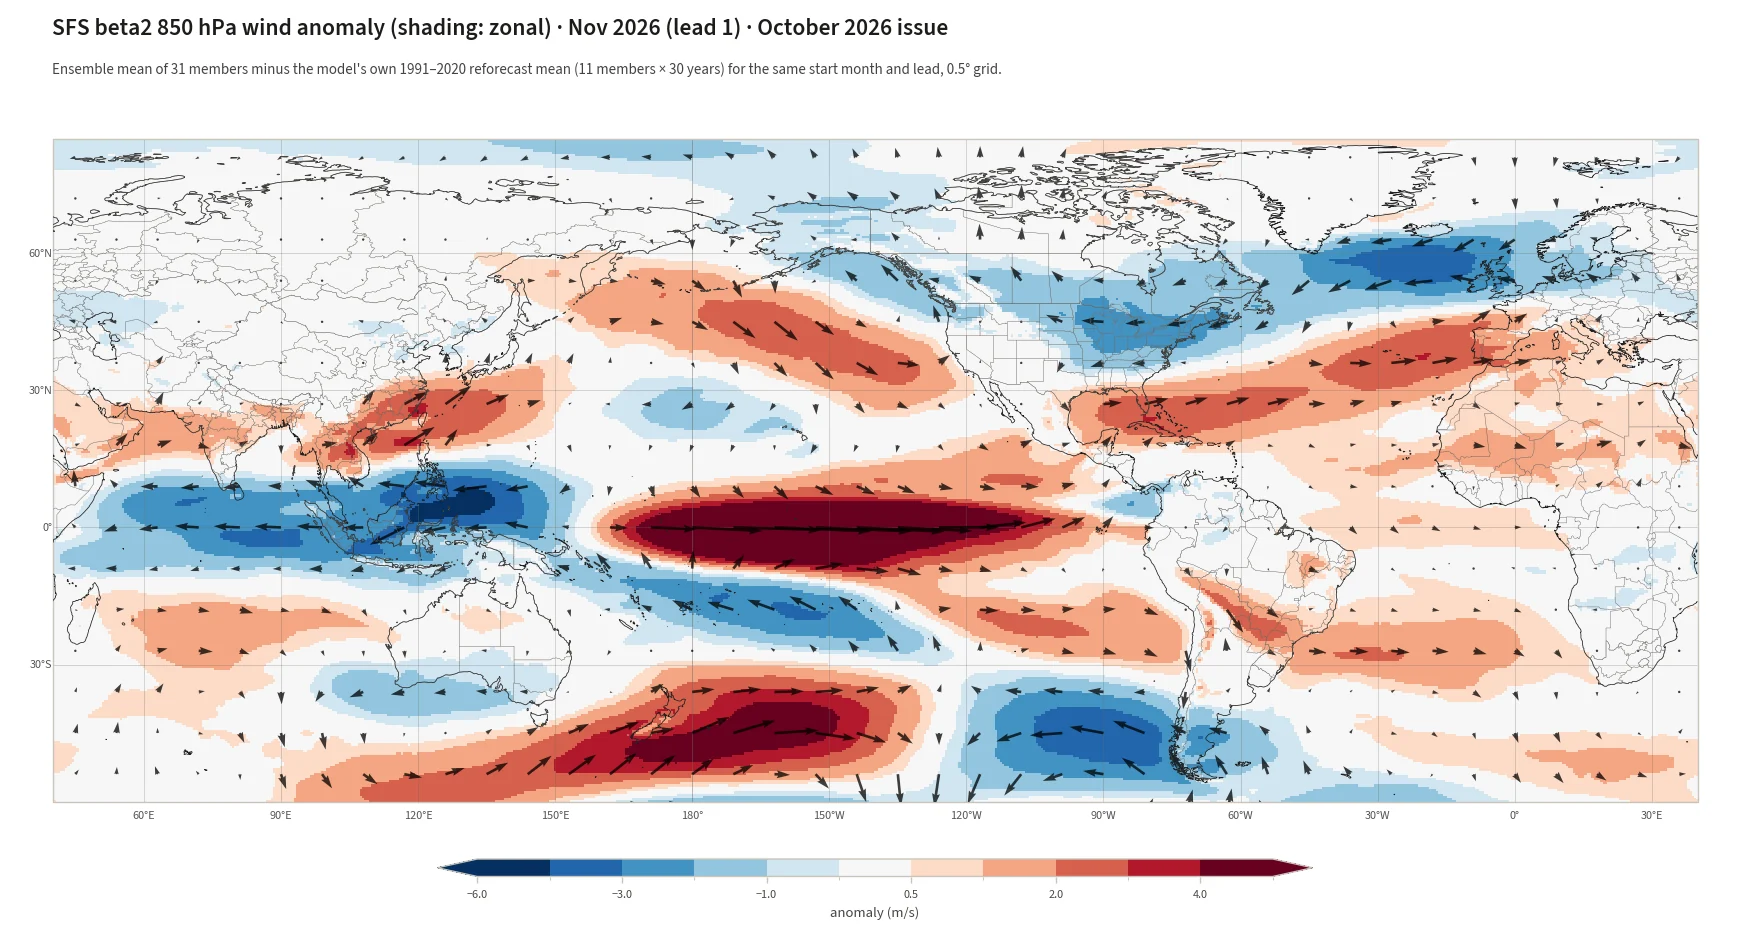 SFS beta2 850 hPa wind anomaly (shading: zonal) · Nov 2026 (lead 1) · October 2026 issue
Ensemble mean of 31 members minus the model's own 1991–2020 reforecast mean (11 members × 30 years) for the same start month and lead, 0.5° grid.
60°N
30°N
0°
30°S
60°E 90°E 120°E 150°E 180° 150°W 120°W 90°W 60°W 30°W 0° 30°E
−6.0 −3.0 −1.0 0.5 2.0 4.0
anomaly (m/s)